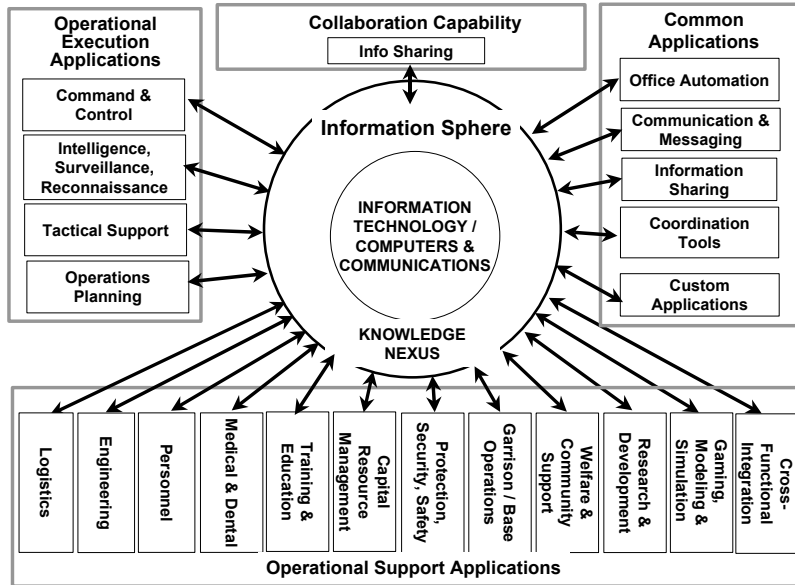 Operational
Execution
Applications
Command &
Control
Intelligence,
Surveillance,
Reconnaissance
Tactical Support
Operations
Planning
Collaboration Capability
Info Sharing
Information Sphere
INFORMATION
TECHNOLOGY /
COMPUTERS &
COMMUNICATIONS
KNOWLEDGE
NEXUS
Common
Applications
Office Automation
Communication &
Messaging
Information
Sharing
Coordination
Tools
Custom
Applications
Logistics
Engineering
Personnel
Medical & Dental
Training &
Education
Capital
Resource
Management
Protection,
Security, Safety
Garrison / Base
Operations
Welfare &
Community
Support
Research &
Development
Gaming,
Modeling &
Simulation
Cross-
Functional
Integration
Operational Support Applications